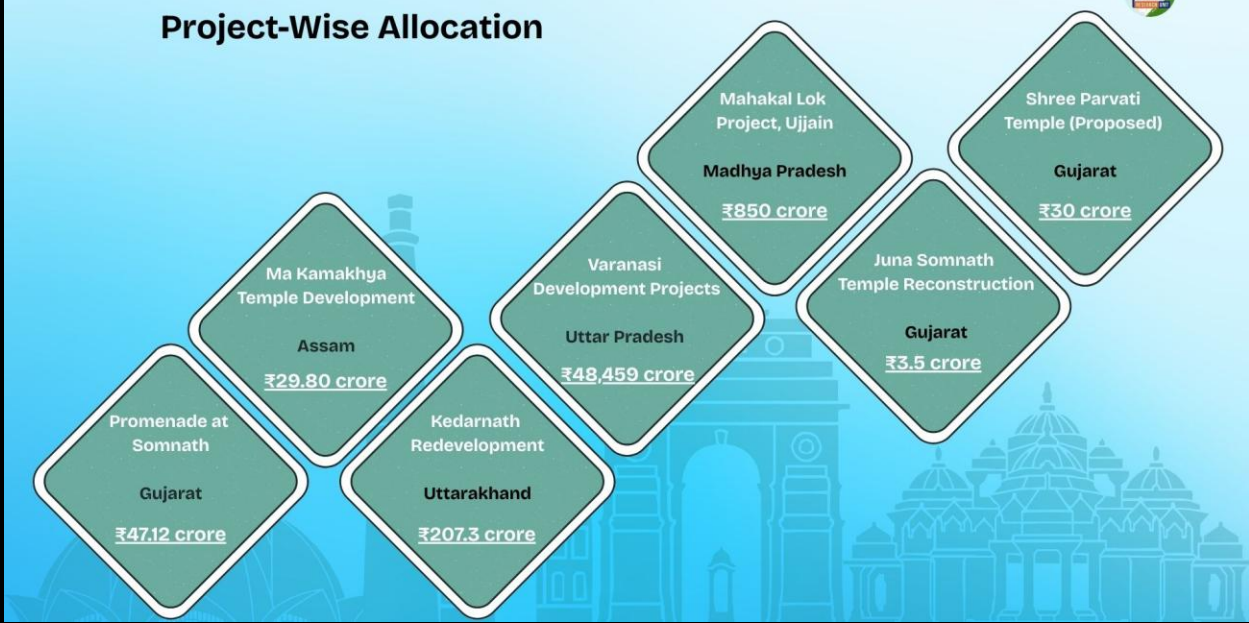 Project-Wise Allocation
Promenade at
Somnath
Gujarat
₹47.12 crore
Ma Kamakhya
Temple Development
Assam
₹29.80 crore
Kedarnath
Redevelopment
Uttarakhand
₹207.3 crore
Varanasi
Development Projects
Uttar Pradesh
₹48,459 crore
Mahakal Lok
Project, Ujjain
Madhya Pradesh
₹850 crore
Juna Somnath
Temple Reconstruction
Gujarat
₹3.5 crore
Shree Parvati
Temple (Proposed)
Gujarat
₹30 crore